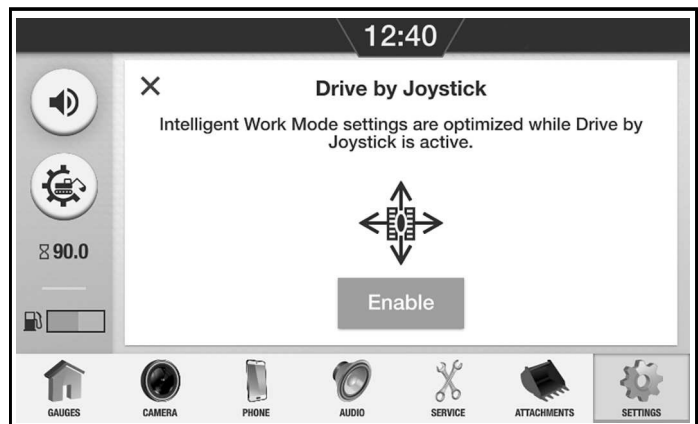 12:40
Drive by Joystick
Intelligent Work Mode settings are optimized while Drive by
Joystick is active.
90.0
Enable
GAUGES
CAMERA
PHONE
AUDIO
SERVICE
ATTACHMENTS
SETTINGS